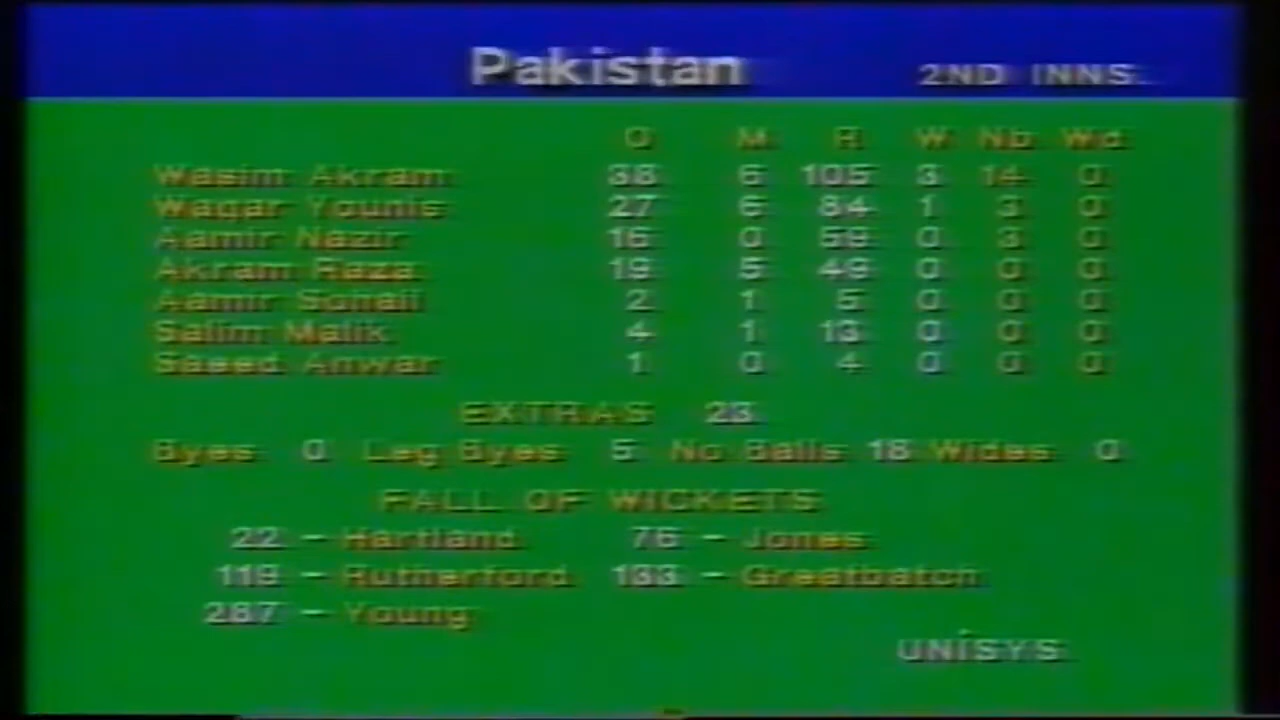 Pakistan 2ND INNS.
O M R W Nb Wd
Wasim Akram 38 6 105 3 14 0
Waqar Younis 27 6 84 1 3 0
Aamir Nazir 16 0 59 0 3 0
Akram Raza 19 5 49 0 0 0
Aamir Sohail 2 1 5 0 0 0
Salim Malik 4 1 13 0 0 0
Saeed Anwar 1 0 4 0 0 0
EXTRAS 23
Byes 0 Leg Byes 5 No Balls 18 Wides 0
FALL OF WICKETS
22 - Hartland 76 - Jones
119 - Rutherford 133 - Greatbatch
287 - Young
UNiSYS